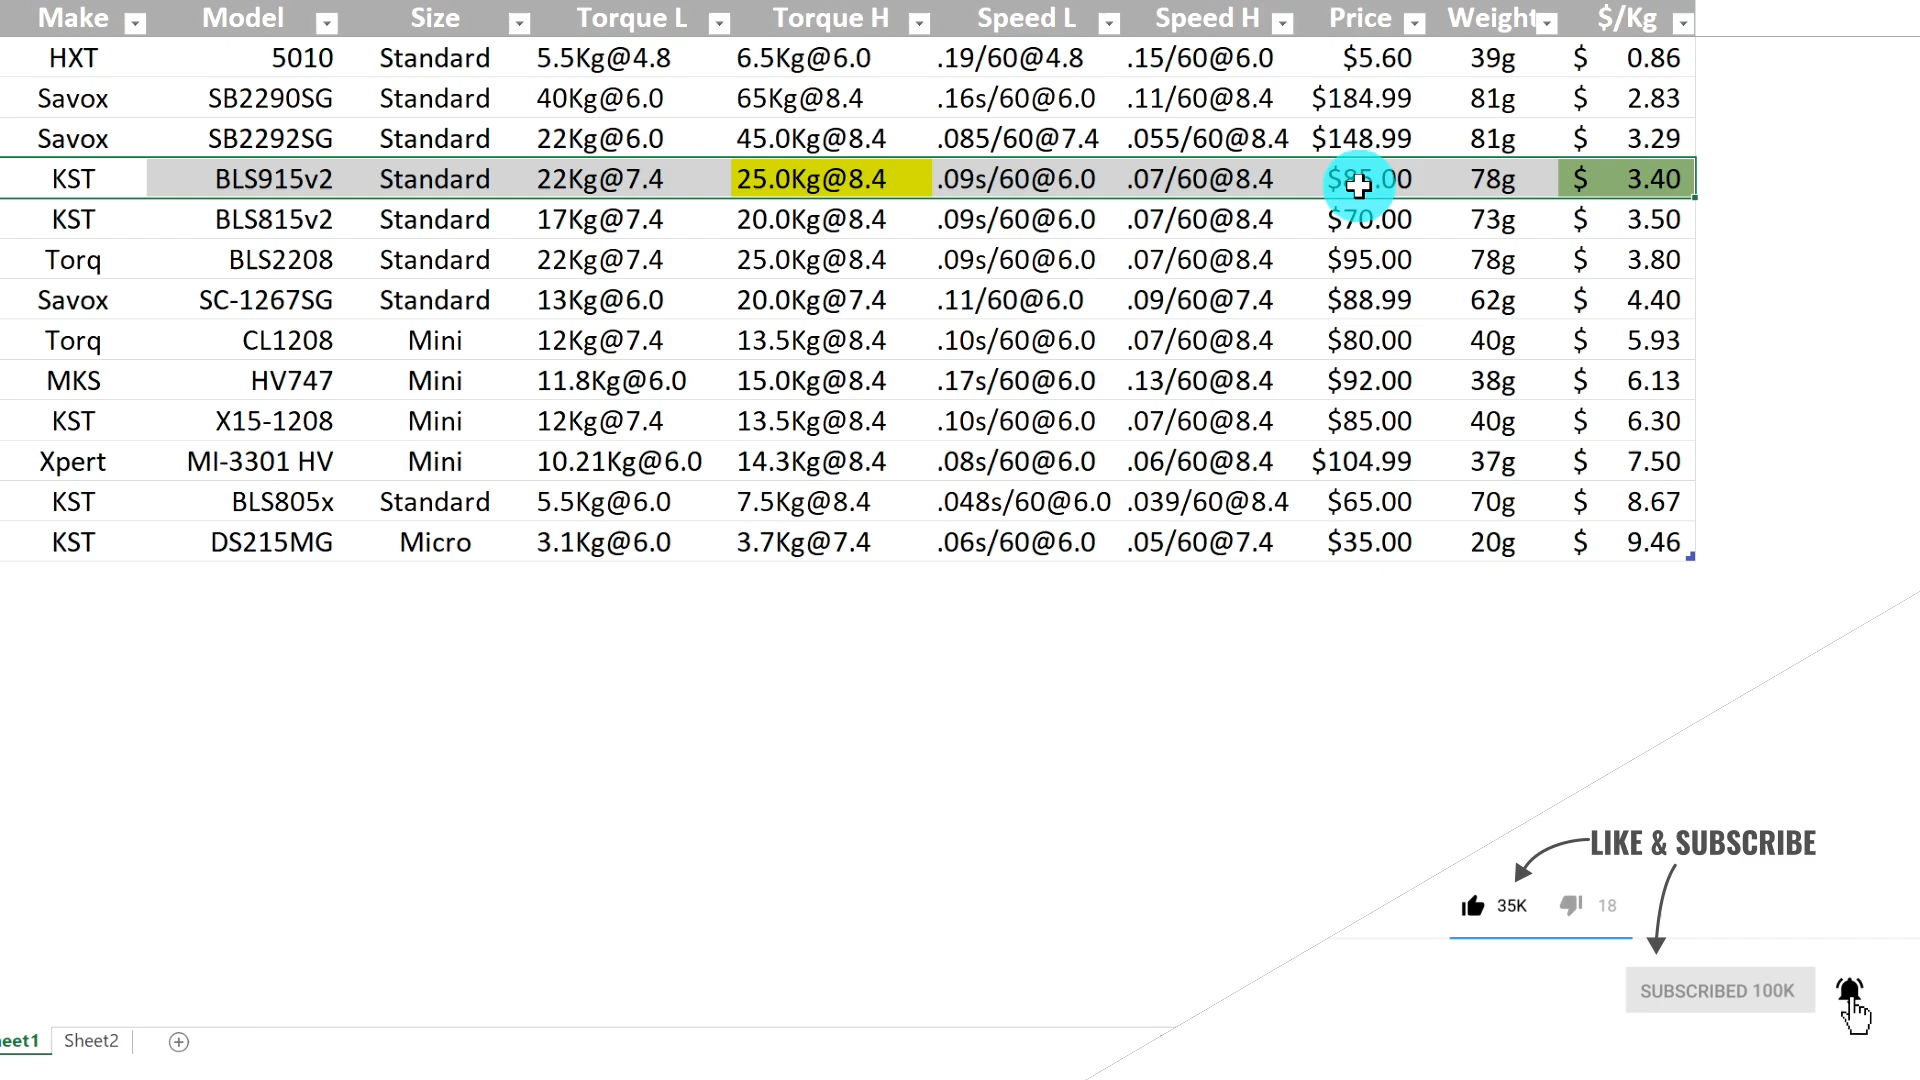 Make Model Size Torque L Torque H Speed L Speed H Price Weight $/Kg
HXT 5010 Standard 5.5Kg@4.8 6.5Kg@6.0 .19/60@4.8 .15/60@6.0 $5.60 39g $ 0.86
Savox SB2290SG Standard 40Kg@6.0 65Kg@8.4 .16s/60@6.0 .11/60@8.4 $184.99 81g $ 2.83
Savox SB2292SG Standard 22Kg@6.0 45.0Kg@8.4 .085/60@7.4 .055/60@8.4 $148.99 81g $ 3.29
KST BLS915v2 Standard 22Kg@7.4 25.0Kg@8.4 .09s/60@6.0 .07/60@8.4 $85.00 78g $ 3.40
KST BLS815v2 Standard 17Kg@7.4 20.0Kg@8.4 .09s/60@6.0 .07/60@8.4 $70.00 73g $ 3.50
Torq BLS2208 Standard 22Kg@7.4 25.0Kg@8.4 .09s/60@6.0 .07/60@8.4 $95.00 78g $ 3.80
Savox SC-1267SG Standard 13Kg@6.0 20.0Kg@7.4 .11/60@6.0 .09/60@7.4 $88.99 62g $ 4.40
Torq CL1208 Mini 12Kg@7.4 13.5Kg@8.4 .10s/60@6.0 .07/60@8.4 $80.00 40g $ 5.93
MKS HV747 Mini 11.8Kg@6.0 15.0Kg@8.4 .17s/60@6.0 .13/60@8.4 $92.00 38g $ 6.13
KST X15-1208 Mini 12Kg@7.4 13.5Kg@8.4 .10s/60@6.0 .07/60@8.4 $85.00 40g $ 6.30
Xpert MI-3301 HV Mini 10.21Kg@6.0 14.3Kg@8.4 .08s/60@6.0 .06/60@8.4 $104.99 37g $ 7.50
KST BLS805x Standard 5.5Kg@6.0 7.5Kg@8.4 .048s/60@6.0 .039/60@8.4 $65.00 70g $ 8.67
KST DS215MG Micro 3.1Kg@6.0 3.7Kg@7.4 .06s/60@6.0 .05/60@7.4 $35.00 20g $ 9.46
LIKE & SUBSCRIBE
35K 18
SUBSCRIBED 100K
eet1 Sheet2